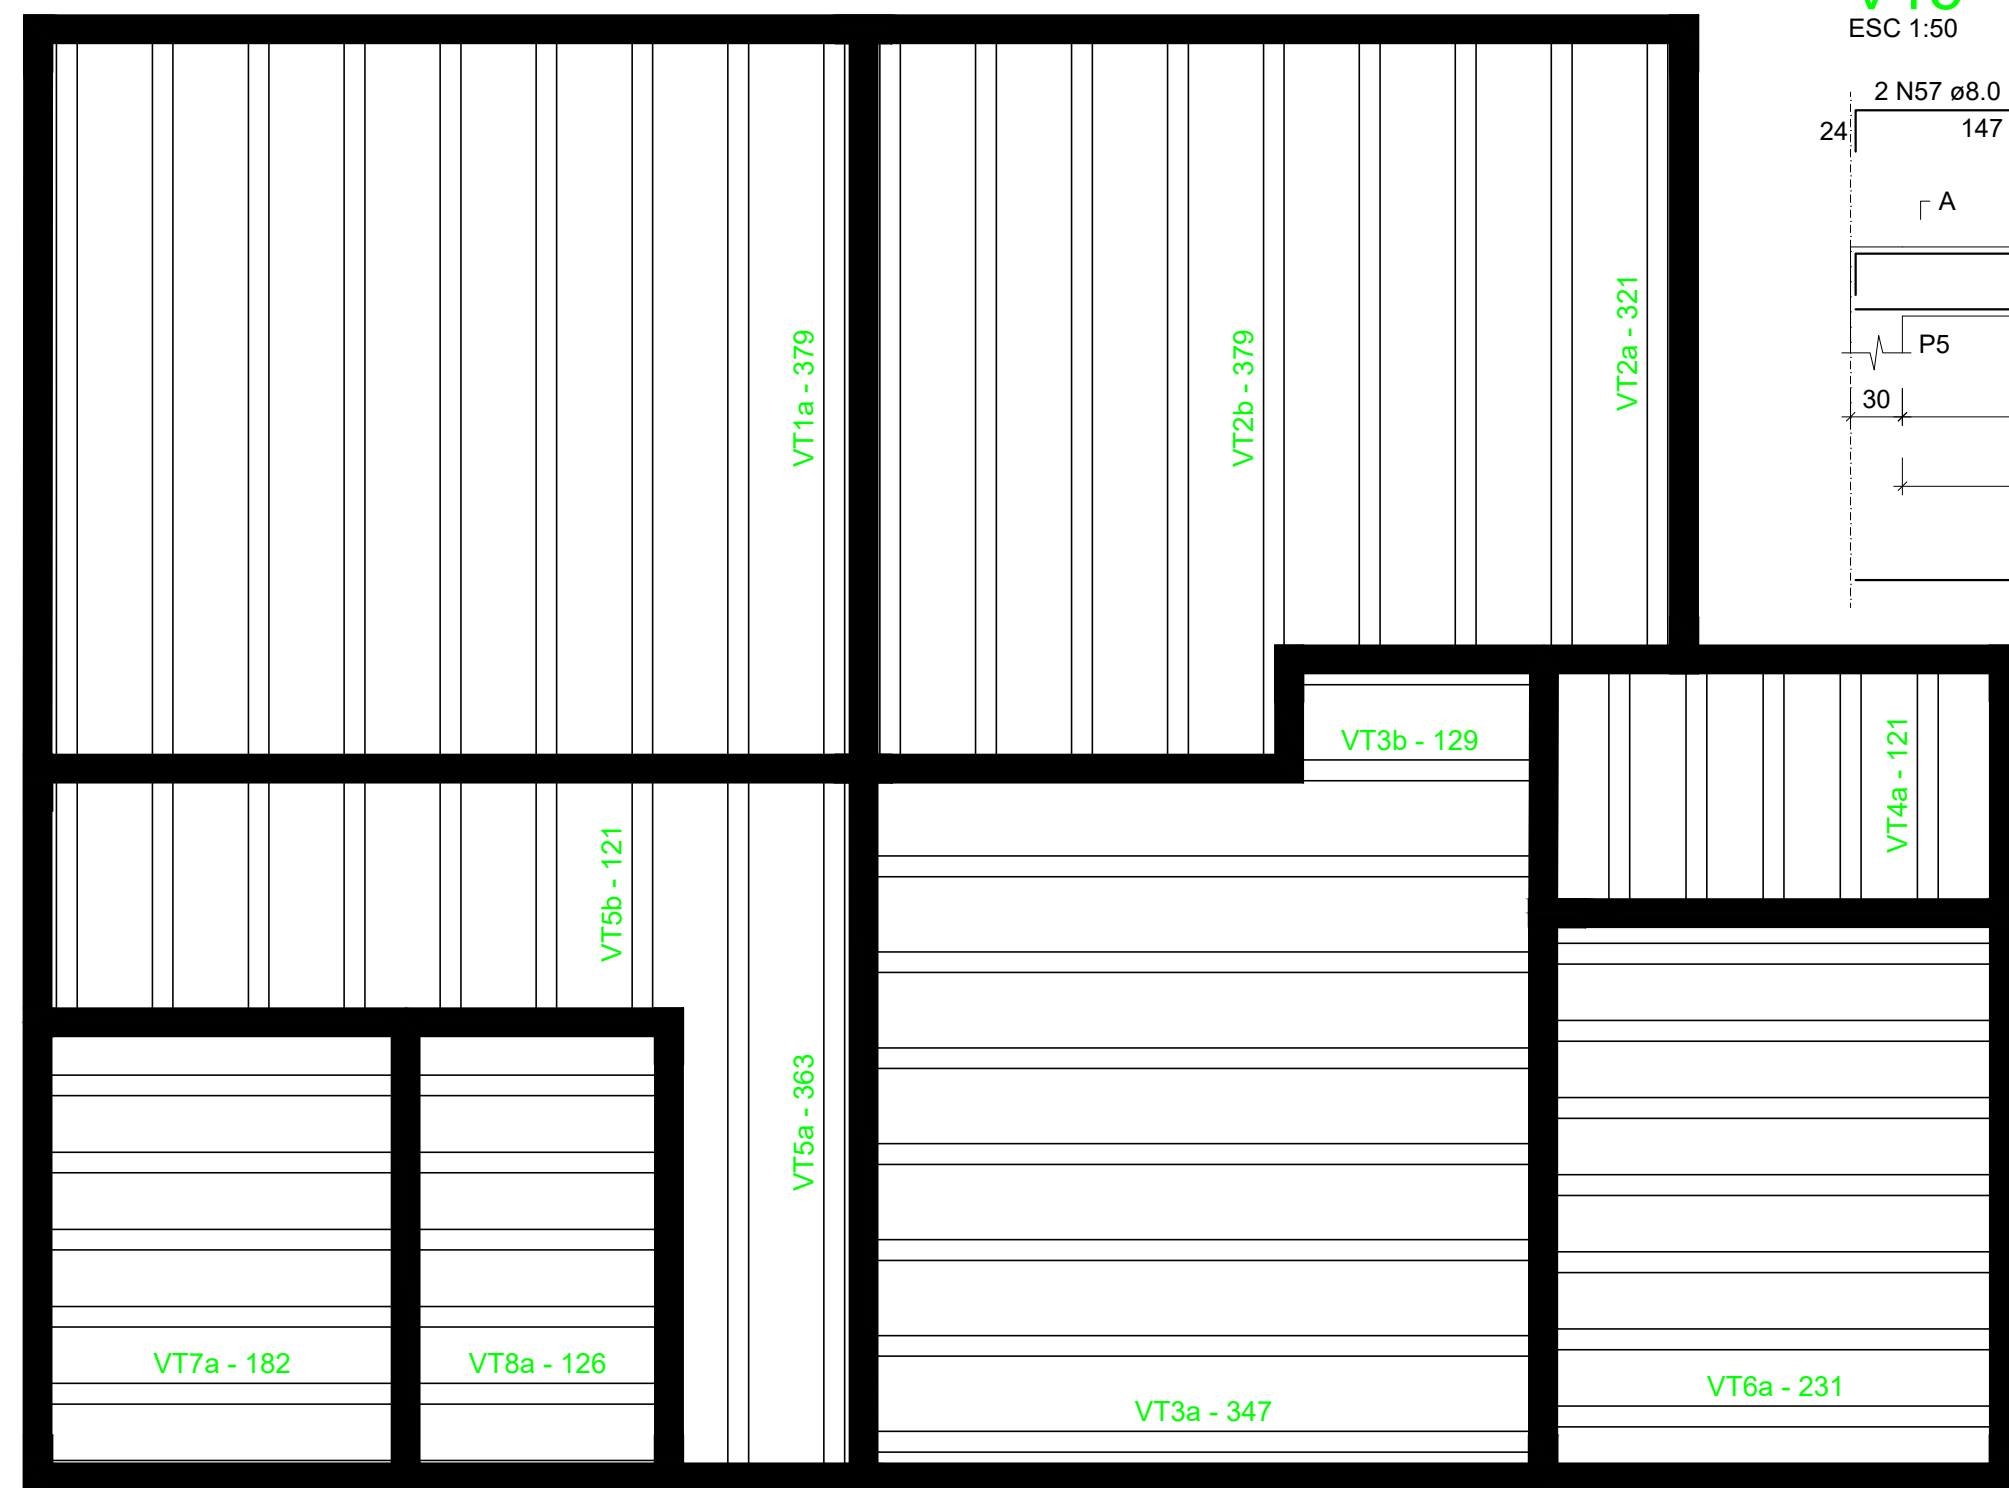 ESC 1:50
2 N57 ø8.0
24
147
A
P5
30
VT1a - 379
VT2b - 379
VT2a - 321
VT3b - 129
VT4a - 121
VT5b - 121
VT5a - 363
VT7a - 182
VT8a - 126
VT3a - 347
VT6a - 231